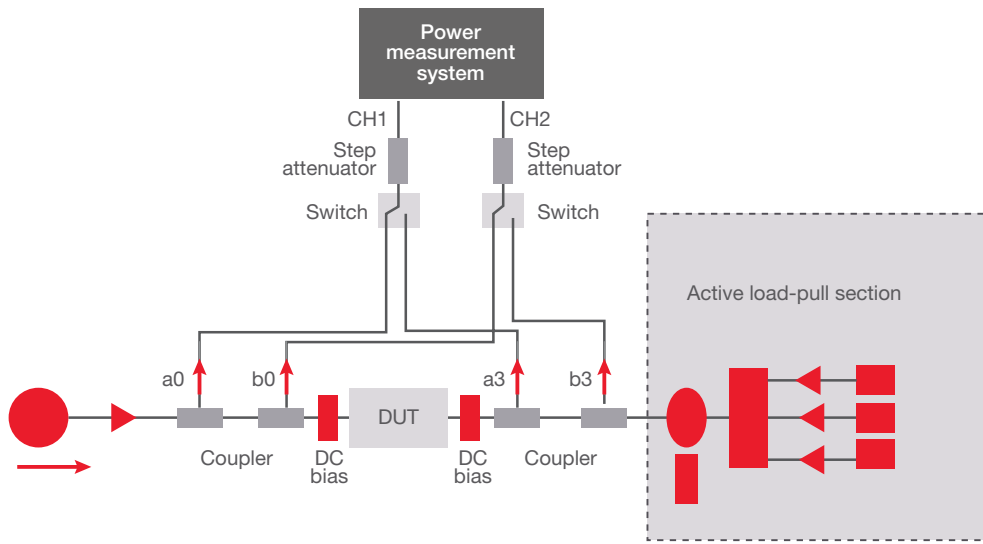 Power
measurement
system
CH1
CH2
Step
attenuator
Step
attenuator
Switch
Switch
Active load-pull section
a0
b0
a3
b3
DUT
Coupler
DC
bias
DC
bias
Coupler